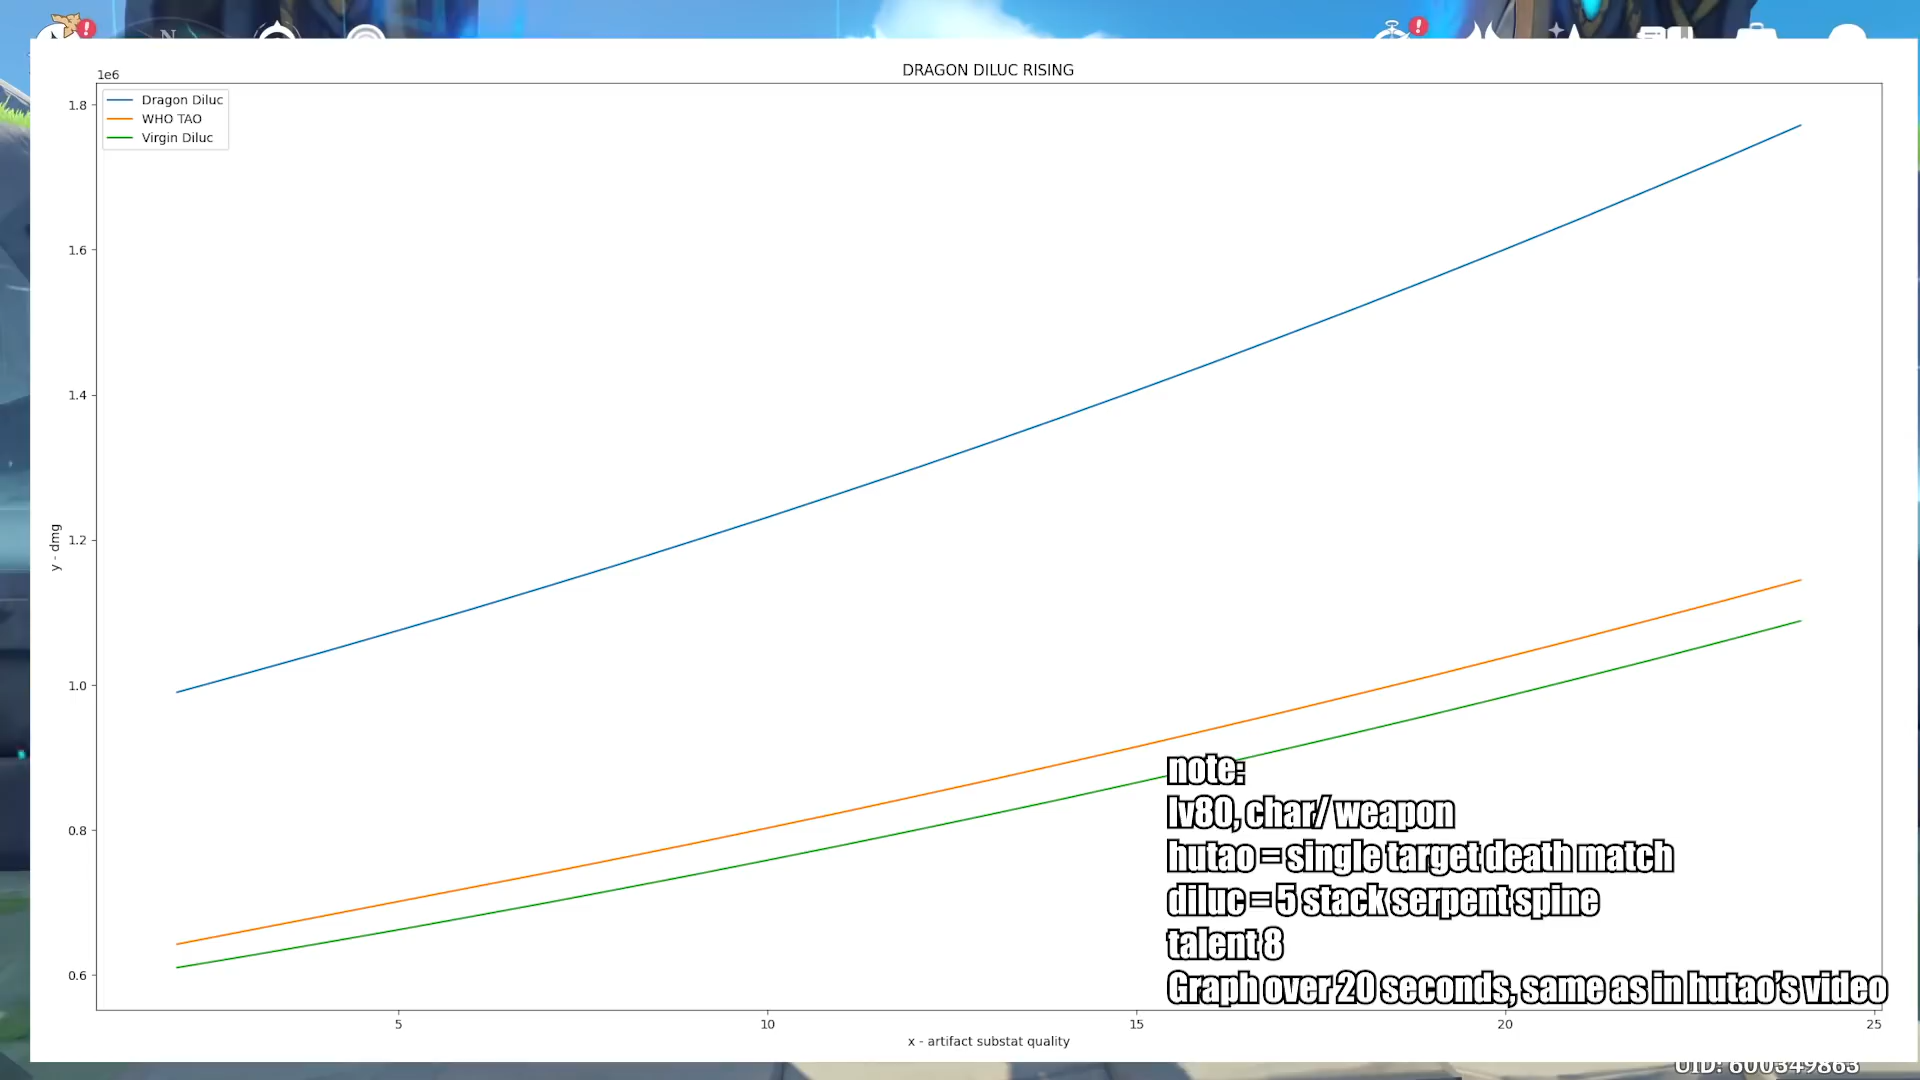 N
DRAGON DILUC RISING
1e6
Dragon Diluc
WHO TAO
Virgin Diluc
1.8
1.6
1.4
1.2
1.0
0.8
0.6
y - dmg
5
10
15
20
25
x - artifact substat quality
note:
lv80, char/ weapon
hutao = single target death match
diluc = 5 stack serpent spine
talent 8
Graph over 20 seconds, same as in hutao's video
UID: 600349863